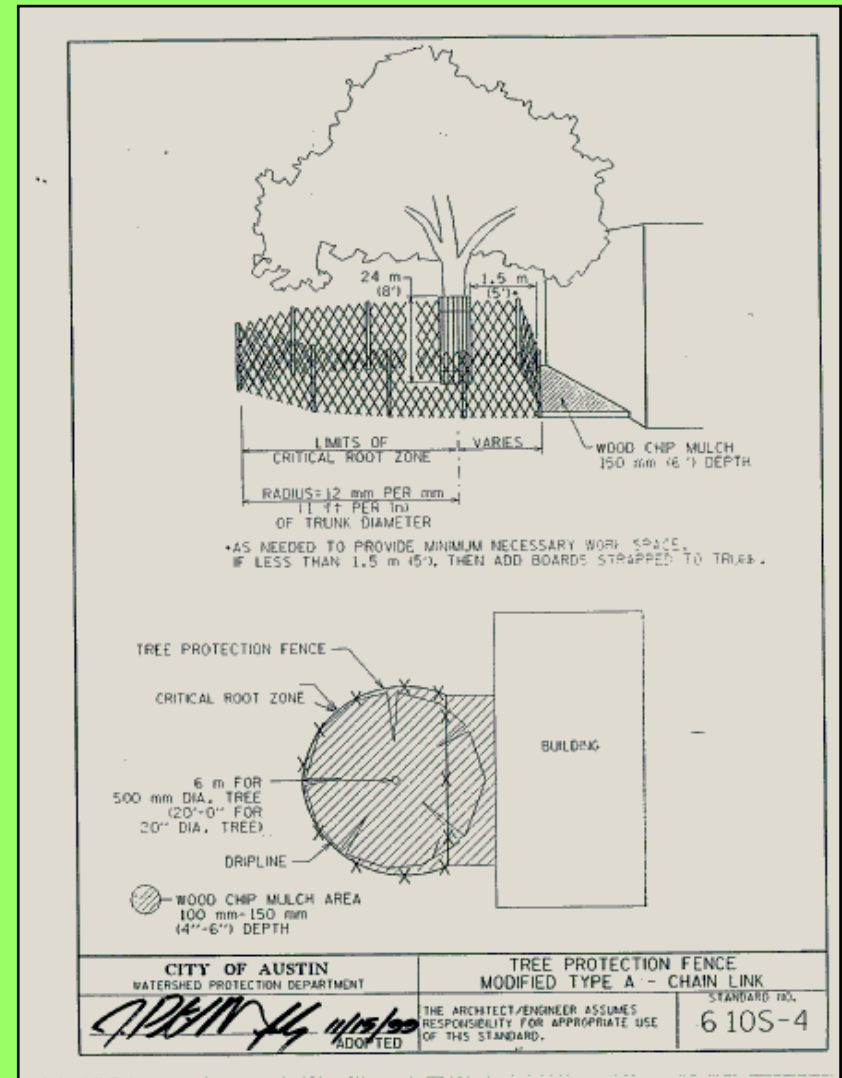 24 m
(8')
1.5 m
(5')*
LIMITS OF
CRITICAL ROOT ZONE
VARIES
WOOD CHIP MULCH
150 mm (6") DEPTH
RADIUS=12 mm PER mm
(1 ft PER in)
OF TRUNK DIAMETER
*AS NEEDED TO PROVIDE MINIMUM NECESSARY WORK SPACE.
IF LESS THAN 1.5 m (5'), THEN ADD BOARDS STRAPPED TO TRUNK.
TREE PROTECTION FENCE
CRITICAL ROOT ZONE
BUILDING
6 m FOR
500 mm DIA. TREE
(20'-0" FOR
20" DIA. TREE)
DRIPLINE
WOOD CHIP MULCH AREA
100 mm-150 mm
(4"-6") DEPTH
CITY OF AUSTIN
WATERSHED PROTECTION DEPARTMENT
TREE PROTECTION FENCE
MODIFIED TYPE A - CHAIN LINK
11/15/99
ADOPTED
THE ARCHITECT/ENGINEER ASSUMES
RESPONSIBILITY FOR APPROPRIATE USE
OF THIS STANDARD.
STANDARD NO.
610S-4